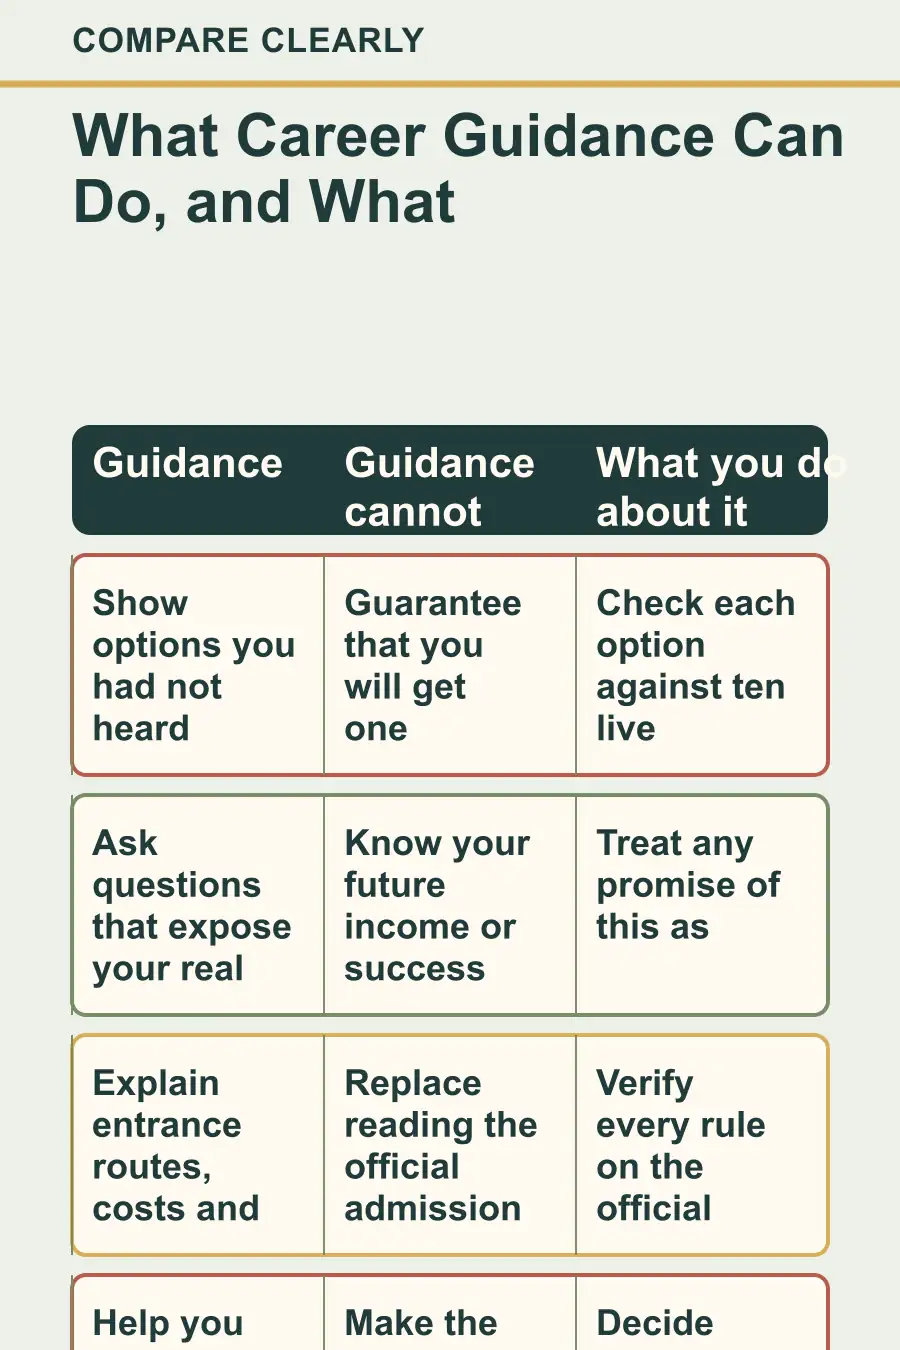 COMPARE CLEARLY
What Career Guidance Can
Do, and What
Guidance
Guidance
cannot
What you do
about it
Show
options you
had not
heard
Guarantee
that you
will get
one
Check each
option
against ten
live
Ask
questions
that expose
your real
Know your
future
income or
success
Treat any
promise of
this as
Explain
entrance
routes,
costs and
Replace
reading the
official
admission
Verify
every rule
on the
official
Help you
Make the
Decide